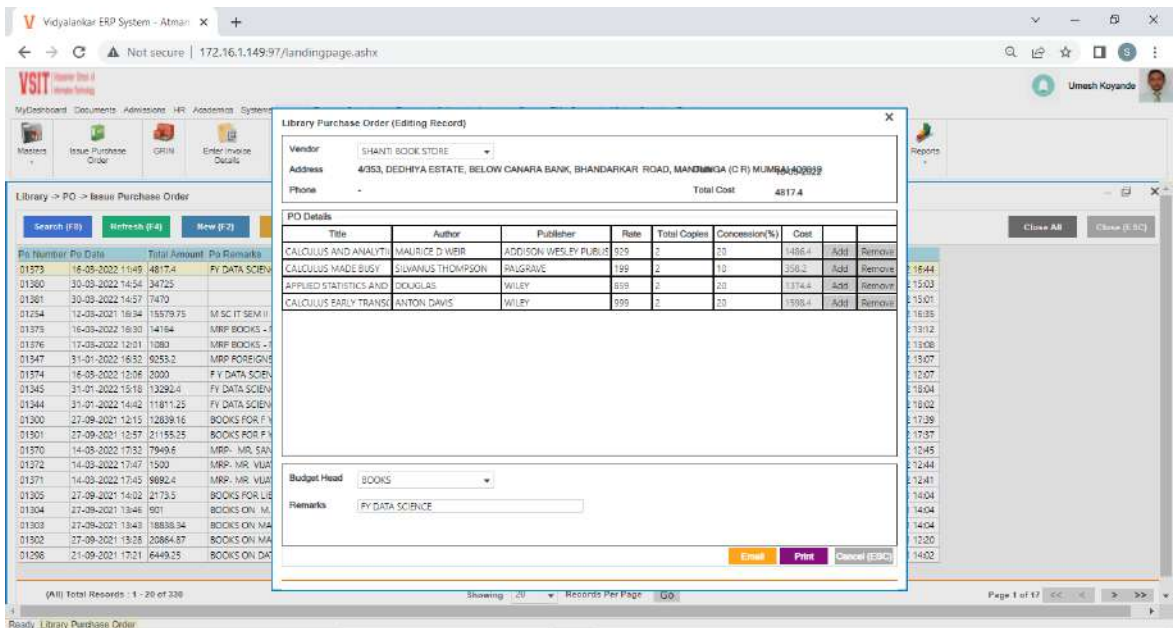 Vidyalankar ERP System - Atman
Not secure | 172.16.1.149:97/landingpage.ashx
VSIT
Umesh Koyande
MyDashboard Documents Admissions HR Academics Systems
Masters
Issue Purchase Order
GRIN
Enter Invoice Details
Reports
Library -> PO -> Issue Purchase Order
Search (F8) Refresh (F4) New (F2) Close All Close (ESC)
Po Number Po Date Total Amount Po Remarks
01373 16-03-2022 11:49 4817.4 FY DATA SCIEN 16:44
01380 30-03-2022 14:54 34725 15:03
01381 30-03-2022 14:57 7470 15:01
01254 12-03-2021 16:34 15579.75 M SC IT SEM II 16:35
01375 16-03-2022 16:30 14164 MRP BOOKS - 13:12
01376 17-03-2022 12:01 1080 MRP BOOKS - 13:08
01347 31-01-2022 16:32 9253.2 MRP FOREIGNS 13:07
01374 16-03-2022 12:06 2000 F Y DATA SCIEN 12:07
01345 31-01-2022 15:18 13292.4 FY DATA SCIEN 18:04
01344 31-01-2022 14:42 11811.25 FY DATA SCIEN 18:02
01300 27-09-2021 12:15 12839.16 BOOKS FOR F Y 17:39
01301 27-09-2021 12:57 21155.25 BOOKS FOR F Y 17:37
01370 14-03-2022 17:32 7949.6 MRP- MR. SAN 12:45
01372 14-03-2022 17:47 1500 MRP- MR VIJA 12:44
01371 14-03-2022 17:45 9892.4 MRP- MR. VIJA 12:41
01305 27-09-2021 14:02 2173.5 BOOKS FOR LIB 14:04
01304 27-09-2021 13:46 901 BOOKS ON M. 14:04
01303 27-09-2021 13:43 18838.34 BOOKS ON MA 14:04
01302 27-09-2021 13:28 20864.87 BOOKS ON MA 12:20
01298 21-09-2021 17:21 6449.25 BOOKS ON DA 14:02
Library Purchase Order (Editing Record)
Vendor SHANTI BOOK STORE
Address 4/353, DEDHIYA ESTATE, BELOW CANARA BANK, BHANDARKAR ROAD,
Phone - Total Cost 4817.4
PO Details
Title Author Publisher Rate Total Copies Concession(%) Cost
CALCULUS AND ANALYTI MAURICE D WEIR ADDISON WESLEY PUBLIS 929 2 20 1486.4 Add Remove
CALCULUS MADE BUSY SILVANUS THOMPSON PALGRAVE 199 2 10 358.2 Add Remove
APPLIED STATISTICS AND DOUGLAS WILEY 859 2 20 1374.4 Add Remove
CALCULUS EARLY TRANSC ANTON DAVIS WILEY 999 2 20 1598.4 Add Remove
Budget Head BOOKS
Remarks FY DATA SCIENCE
Email Print Cancel (ESC)
(All) Total Records : 1 - 20 of 330 Showing 20 Records Per Page Go Page 1 of 17 << < > >>
Ready Library Purchase Order